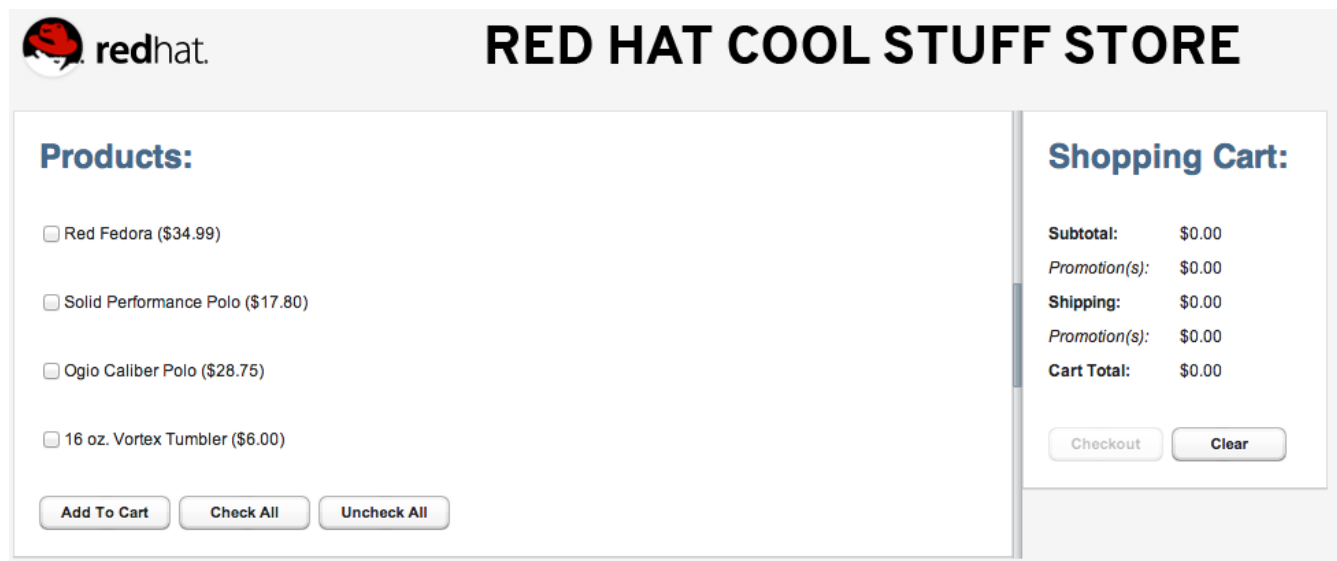 redhat.
RED HAT COOL STUFF STORE
Products:
Red Fedora ($34.99)
Solid Performance Polo ($17.80)
Ogio Caliber Polo ($28.75)
16 oz. Vortex Tumbler ($6.00)
Add To Cart Check All Uncheck All
Shopping Cart:
Subtotal: $0.00
Promotion(s): $0.00
Shipping: $0.00
Promotion(s): $0.00
Cart Total: $0.00
Checkout Clear